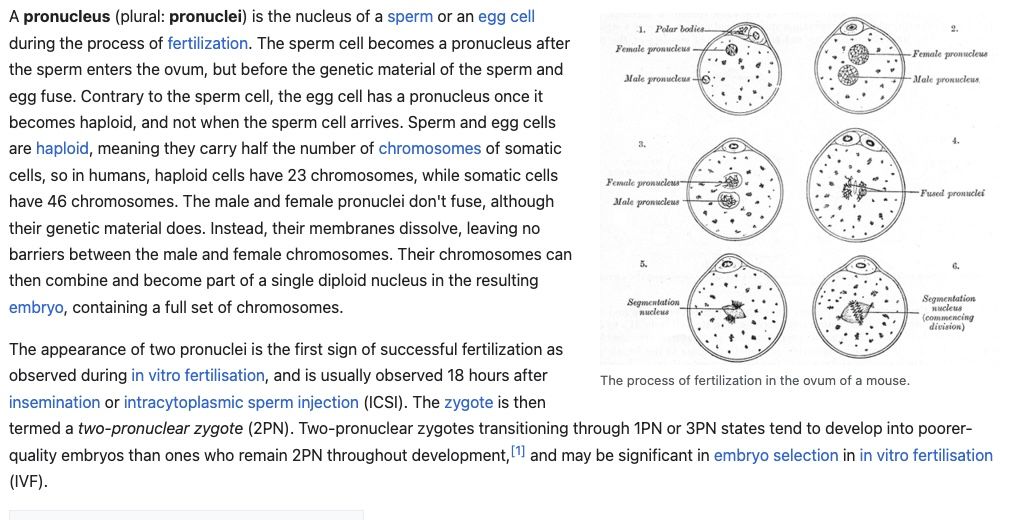 A pronucleus (plural: pronuclei) is the nucleus of a sperm or an egg cell
during the process of fertilization. The sperm cell becomes a pronucleus after
the sperm enters the ovum, but before the genetic material of the sperm and
egg fuse. Contrary to the sperm cell, the egg cell has a pronucleus once it
becomes haploid, and not when the sperm cell arrives. Sperm and egg cells
are haploid, meaning they carry half the number of chromosomes of somatic
cells, so in humans, haploid cells have 23 chromosomes, while somatic cells
have 46 chromosomes. The male and female pronuclei don't fuse, although
their genetic material does. Instead, their membranes dissolve, leaving no
barriers between the male and female chromosomes. Their chromosomes can
then combine and become part of a single diploid nucleus in the resulting
embryo, containing a full set of chromosomes.
The appearance of two pronuclei is the first sign of successful fertilization as
observed during in vitro fertilisation, and is usually observed 18 hours after
insemination or intracytoplasmic sperm injection (ICSI). The zygote is then
termed a two-pronuclear zygote (2PN). Two-pronuclear zygotes transitioning through 1PN or 3PN states tend to develop into poorer-
quality embryos than ones who remain 2PN throughout development,[1] and may be significant in embryo selection in in vitro fertilisation
(IVF).
1. Polar bodies
Female pronucleus
Male pronucleus
2.
Female pronucleus
Male pronucleus
3.
Female pronucleus
Male pronucleus
4.
Fused pronuclei
5.
Segmentation
nucleus
6.
Segmentation
nucleus
(commencing
division)
The process of fertilization in the ovum of a mouse.